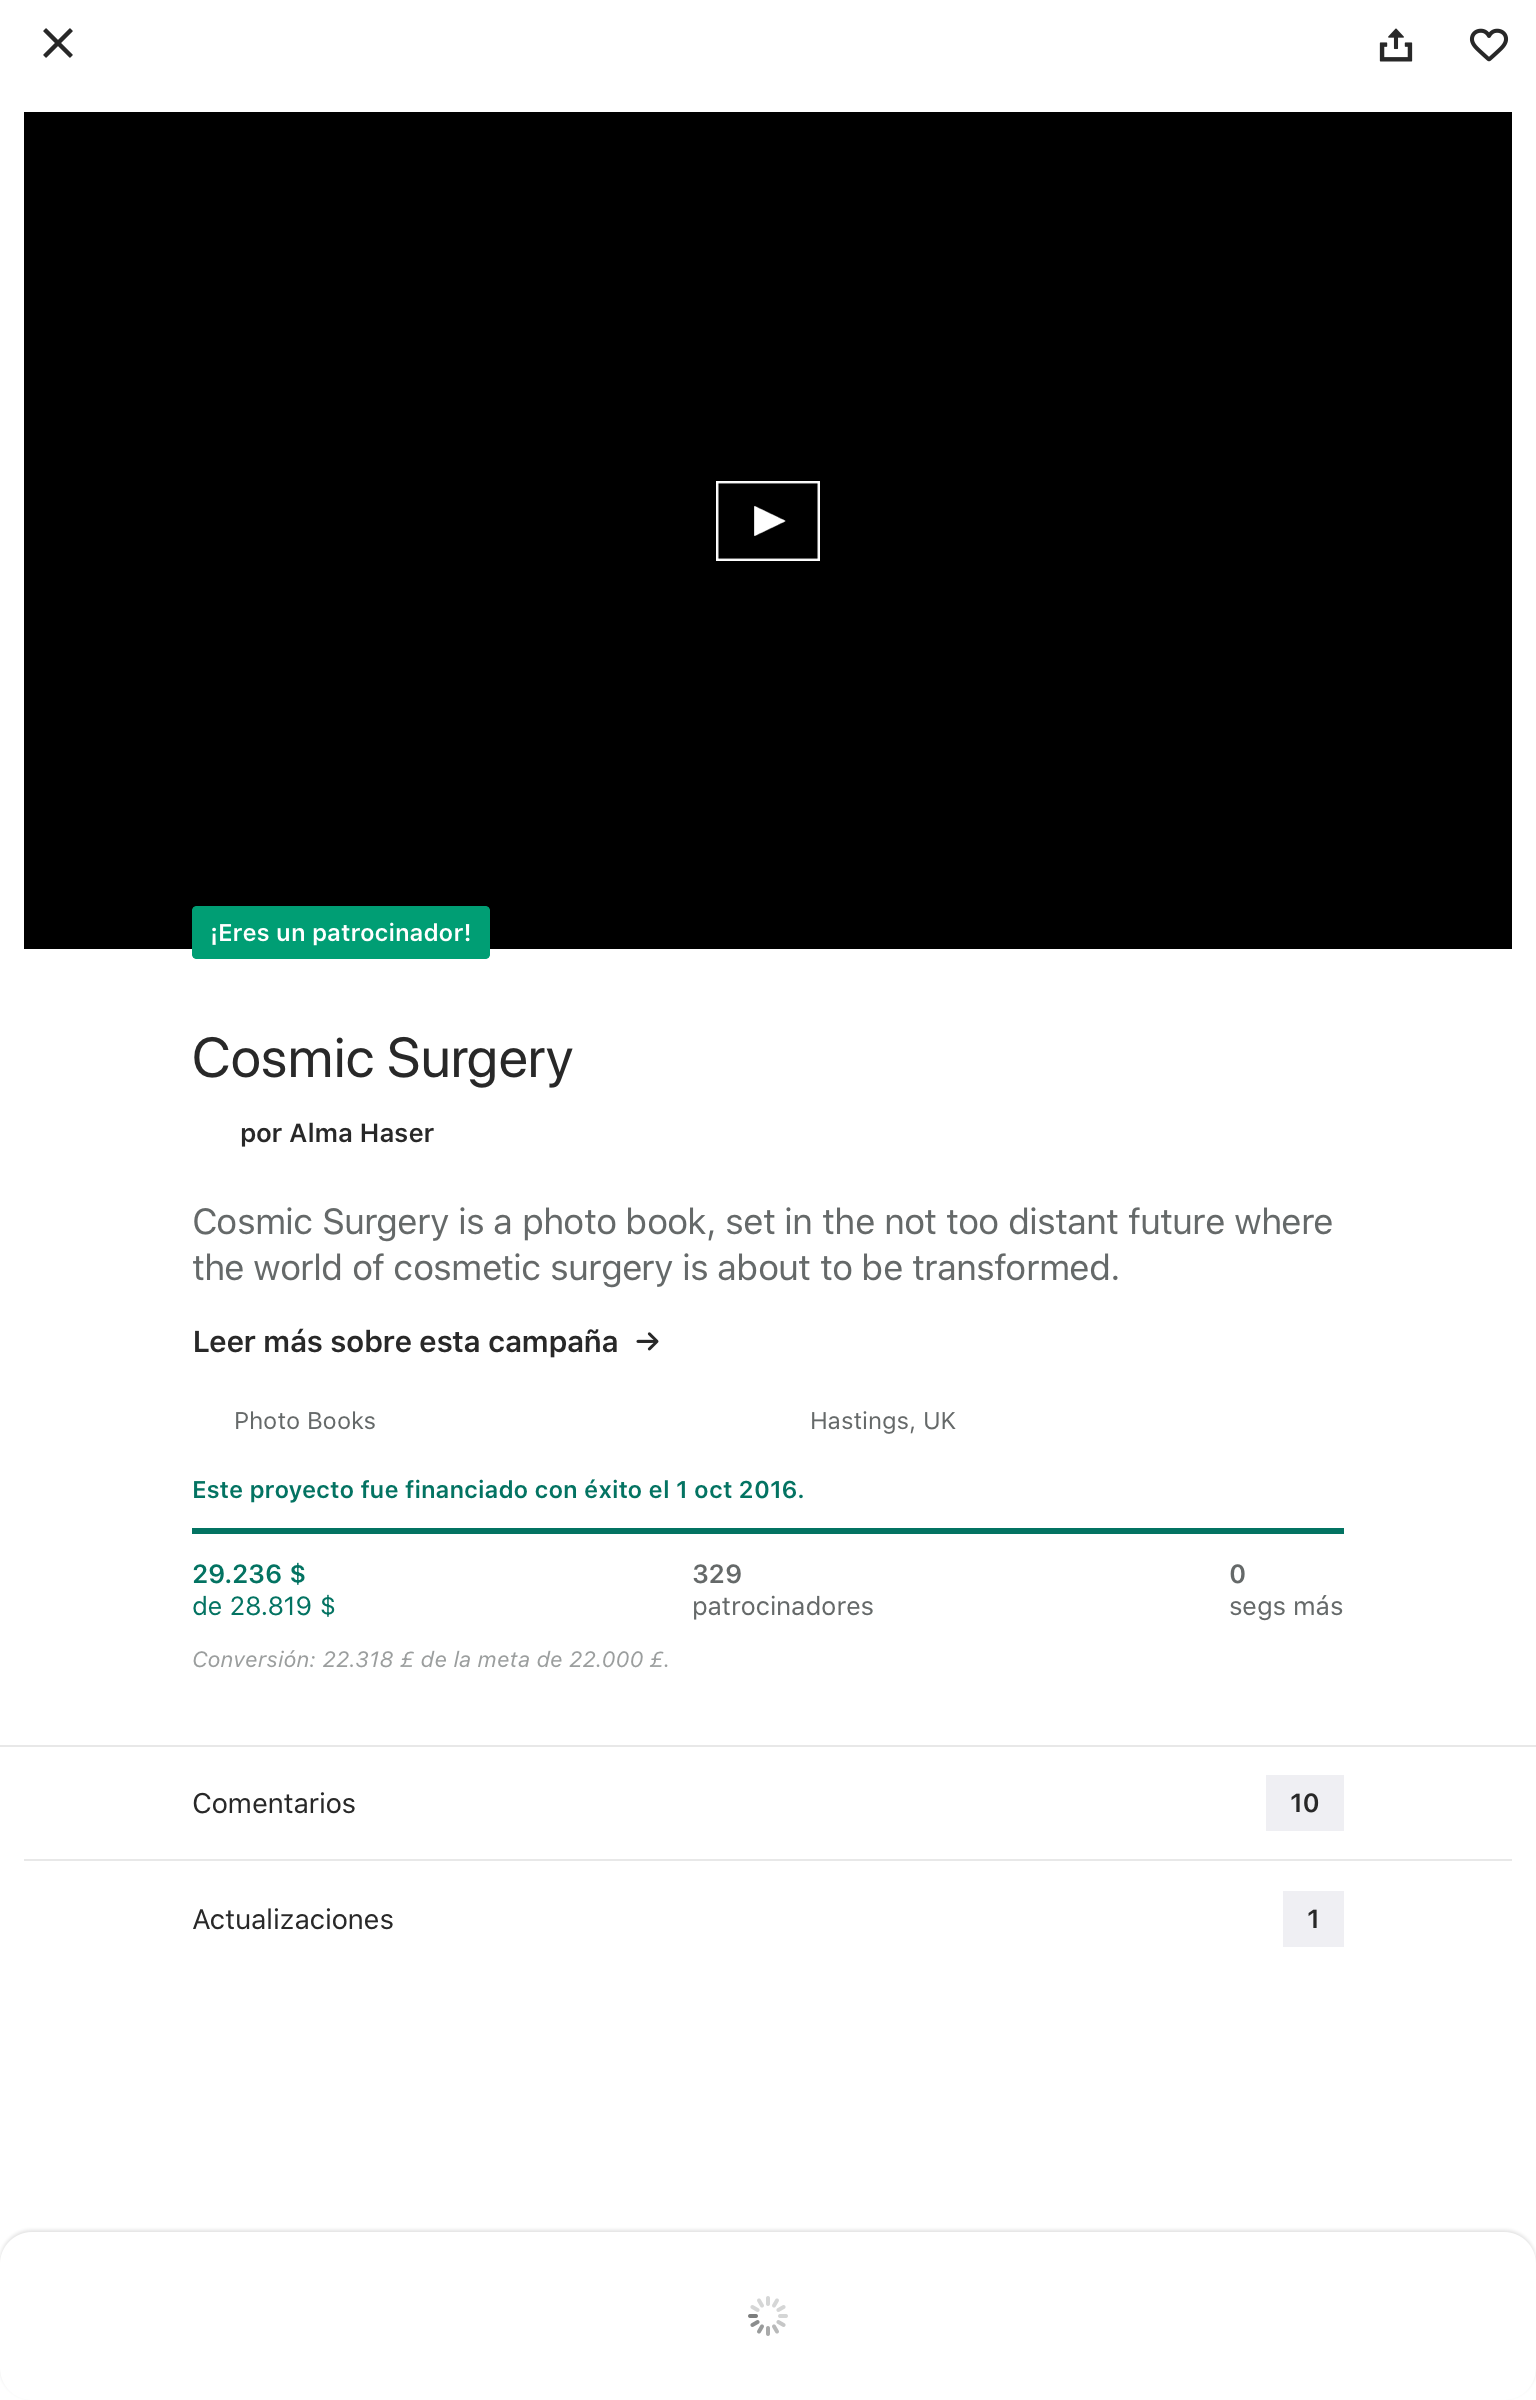 ¡Eres un patrocinador!
Cosmic Surgery
por Alma Haser
Cosmic Surgery is a photo book, set in the not too distant future where
the world of cosmetic surgery is about to be transformed.
Leer más sobre esta campaña →
Photo Books
Hastings, UK
Este proyecto fue financiado con éxito el 1 oct 2016.
29.236 $
de 28.819 $
329
patrocinadores
0
segs más
Conversión: 22.318 £ de la meta de 22.000 £.
Comentarios
10
Actualizaciones
1